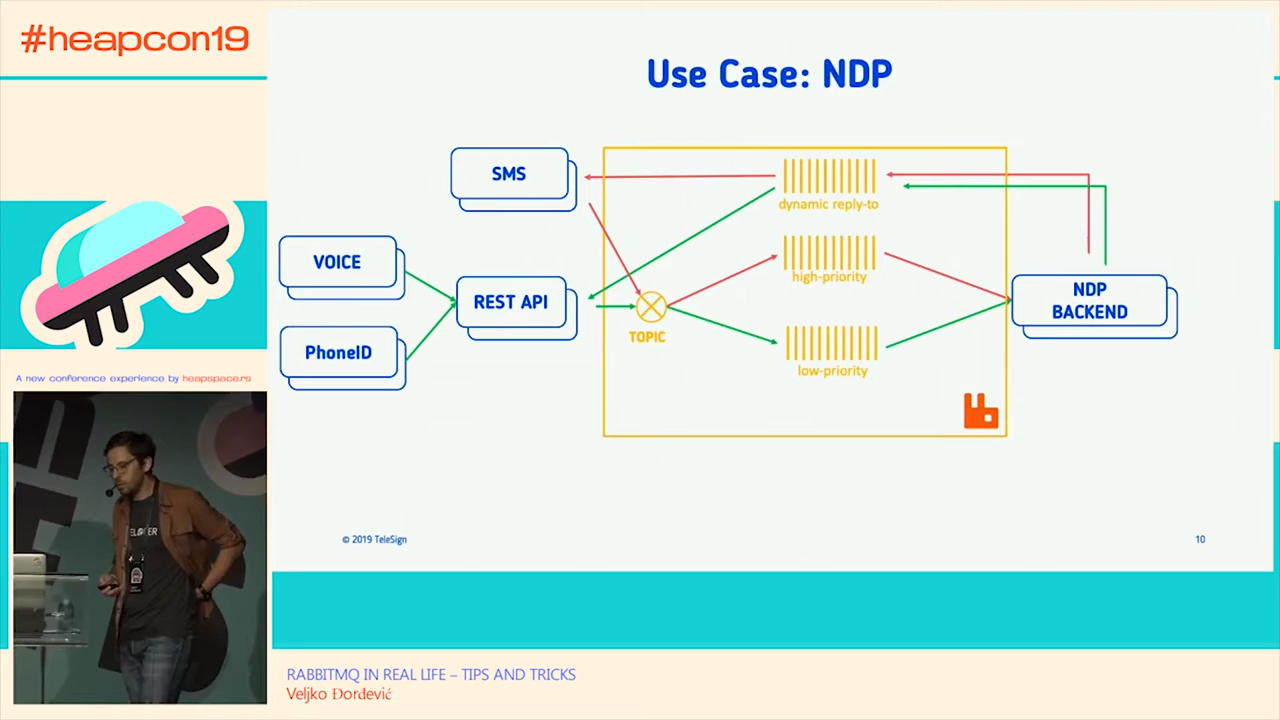 #heapcon19
A new conference experience by heapspace.rs
Use Case: NDP
SMS
VOICE
REST API
PhoneID
TOPIC
dynamic reply-to
high-priority
low-priority
NDP
BACKEND
© 2019 TeleSign
10
RABBITMQ IN REAL LIFE – TIPS AND TRICKS
Veljko Đorđević